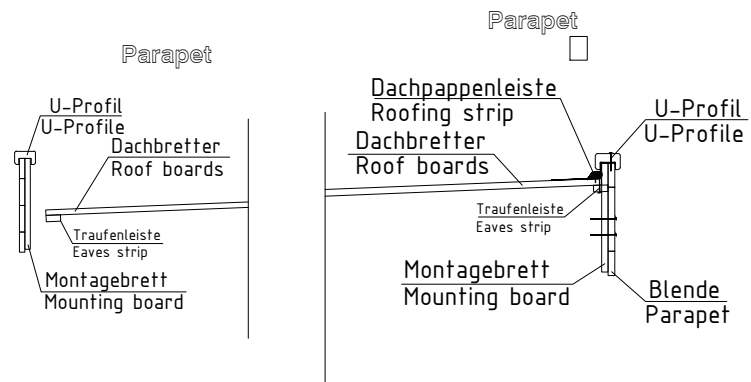 Parapet
U-Profil
U-Profile
Dachbretter
Roof boards
Traufenleiste
Eaves strip
Montagebrett
Mounting board
Parapet
Dachpappenleiste
Roofing strip
U-Profil
U-Profile
Dachbretter
Roof boards
Traufenleiste
Eaves strip
Montagebrett
Mounting board
Blende
Parapet